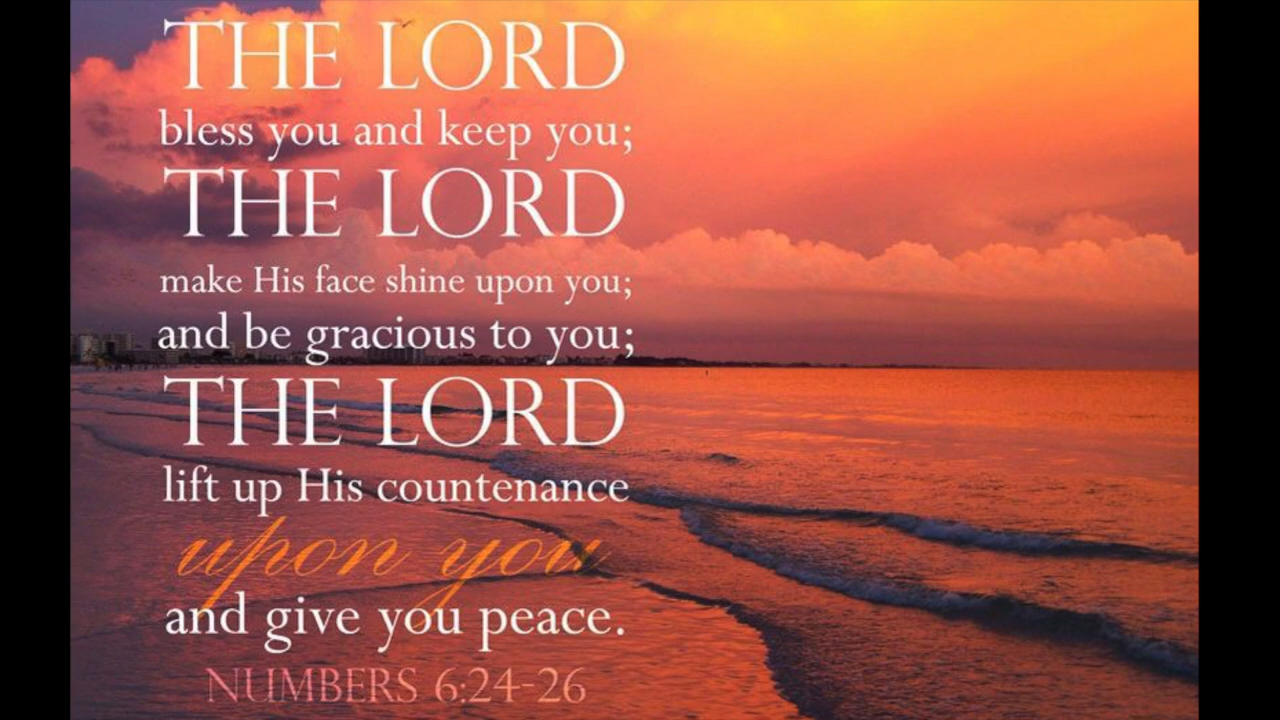 THE LORD
bless you and keep you;
THE LORD
make His face shine upon you;
and be gracious to you;
THE LORD
lift up His countenance
upon you
and give you peace.
NUMBERS 6:24-26